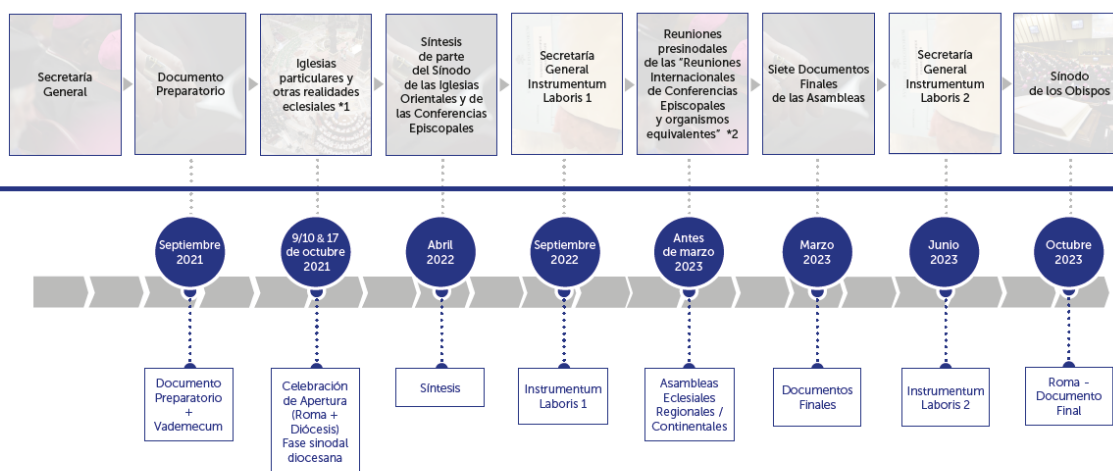 Secretaría
General
Documento
Preparatorio
Iglesias
particulares y
otras realidades
eclesiales *1
Síntesis
de parte
del Sínodo
de las Iglesias
Orientales y de
las Conferencias
Episcopales
Secretaría
General
Instrumentum
Laboris 1
Reuniones
presinodales
de las “Reuniones
Internacionales
de Conferencias
Episcopales
y organismos
equivalentes” *2
Siete Documentos
Finales
de las Asambleas
Secretaría
General
Instrumentum
Laboris 2
Sínodo
de los Obispos
Septiembre
2021
9/10 & 17
de octubre
2021
Abril
2022
Septiembre
2022
Antes
de marzo
2023
Marzo
2023
Junio
2023
Octubre
2023
Documento
Preparatorio
+
Vademecum
Celebración
de Apertura
(Roma +
Diócesis)
Fase sinodal
diocesana
Síntesis
Instrumentum
Laboris 1
Asambleas
Eclesiales
Regionales /
Continentales
Documentos
Finales
Instrumentum
Laboris 2
Roma -
Documento
Final